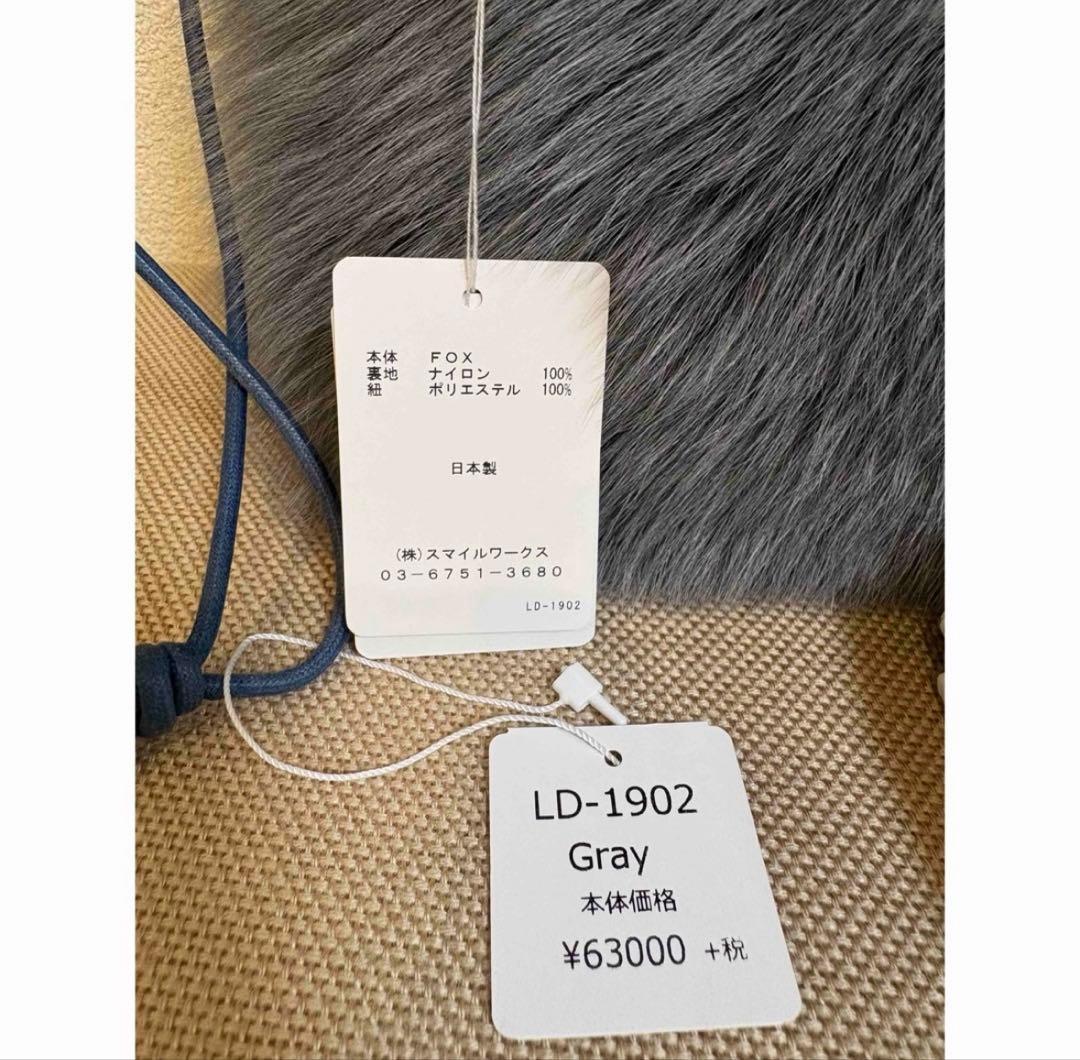 本体 ＦＯＸ
裏地 ナイロン 100%
紐 ポリエステル 100%
日本製
(株)スマイルワークス
０３－６７５１－３６８０
LD-1902
LD-1902
Gray
本体価格
¥63000 +税